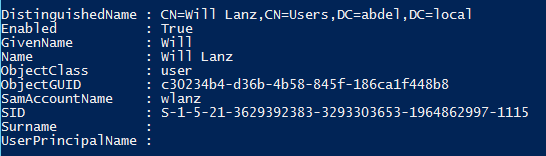 DistinguishedName : CN=Will Lanz,CN=Users,DC=abdel,DC=local
Enabled : True
GivenName : Will
Name : Will Lanz
ObjectClass : user
ObjectGUID : c30234b4-d36b-4b58-845f-186ca1f448b8
SamAccountName : wlanz
SID : S-1-5-21-3629392383-3293303653-1964862997-1115
Surname :
UserPrincipalName :